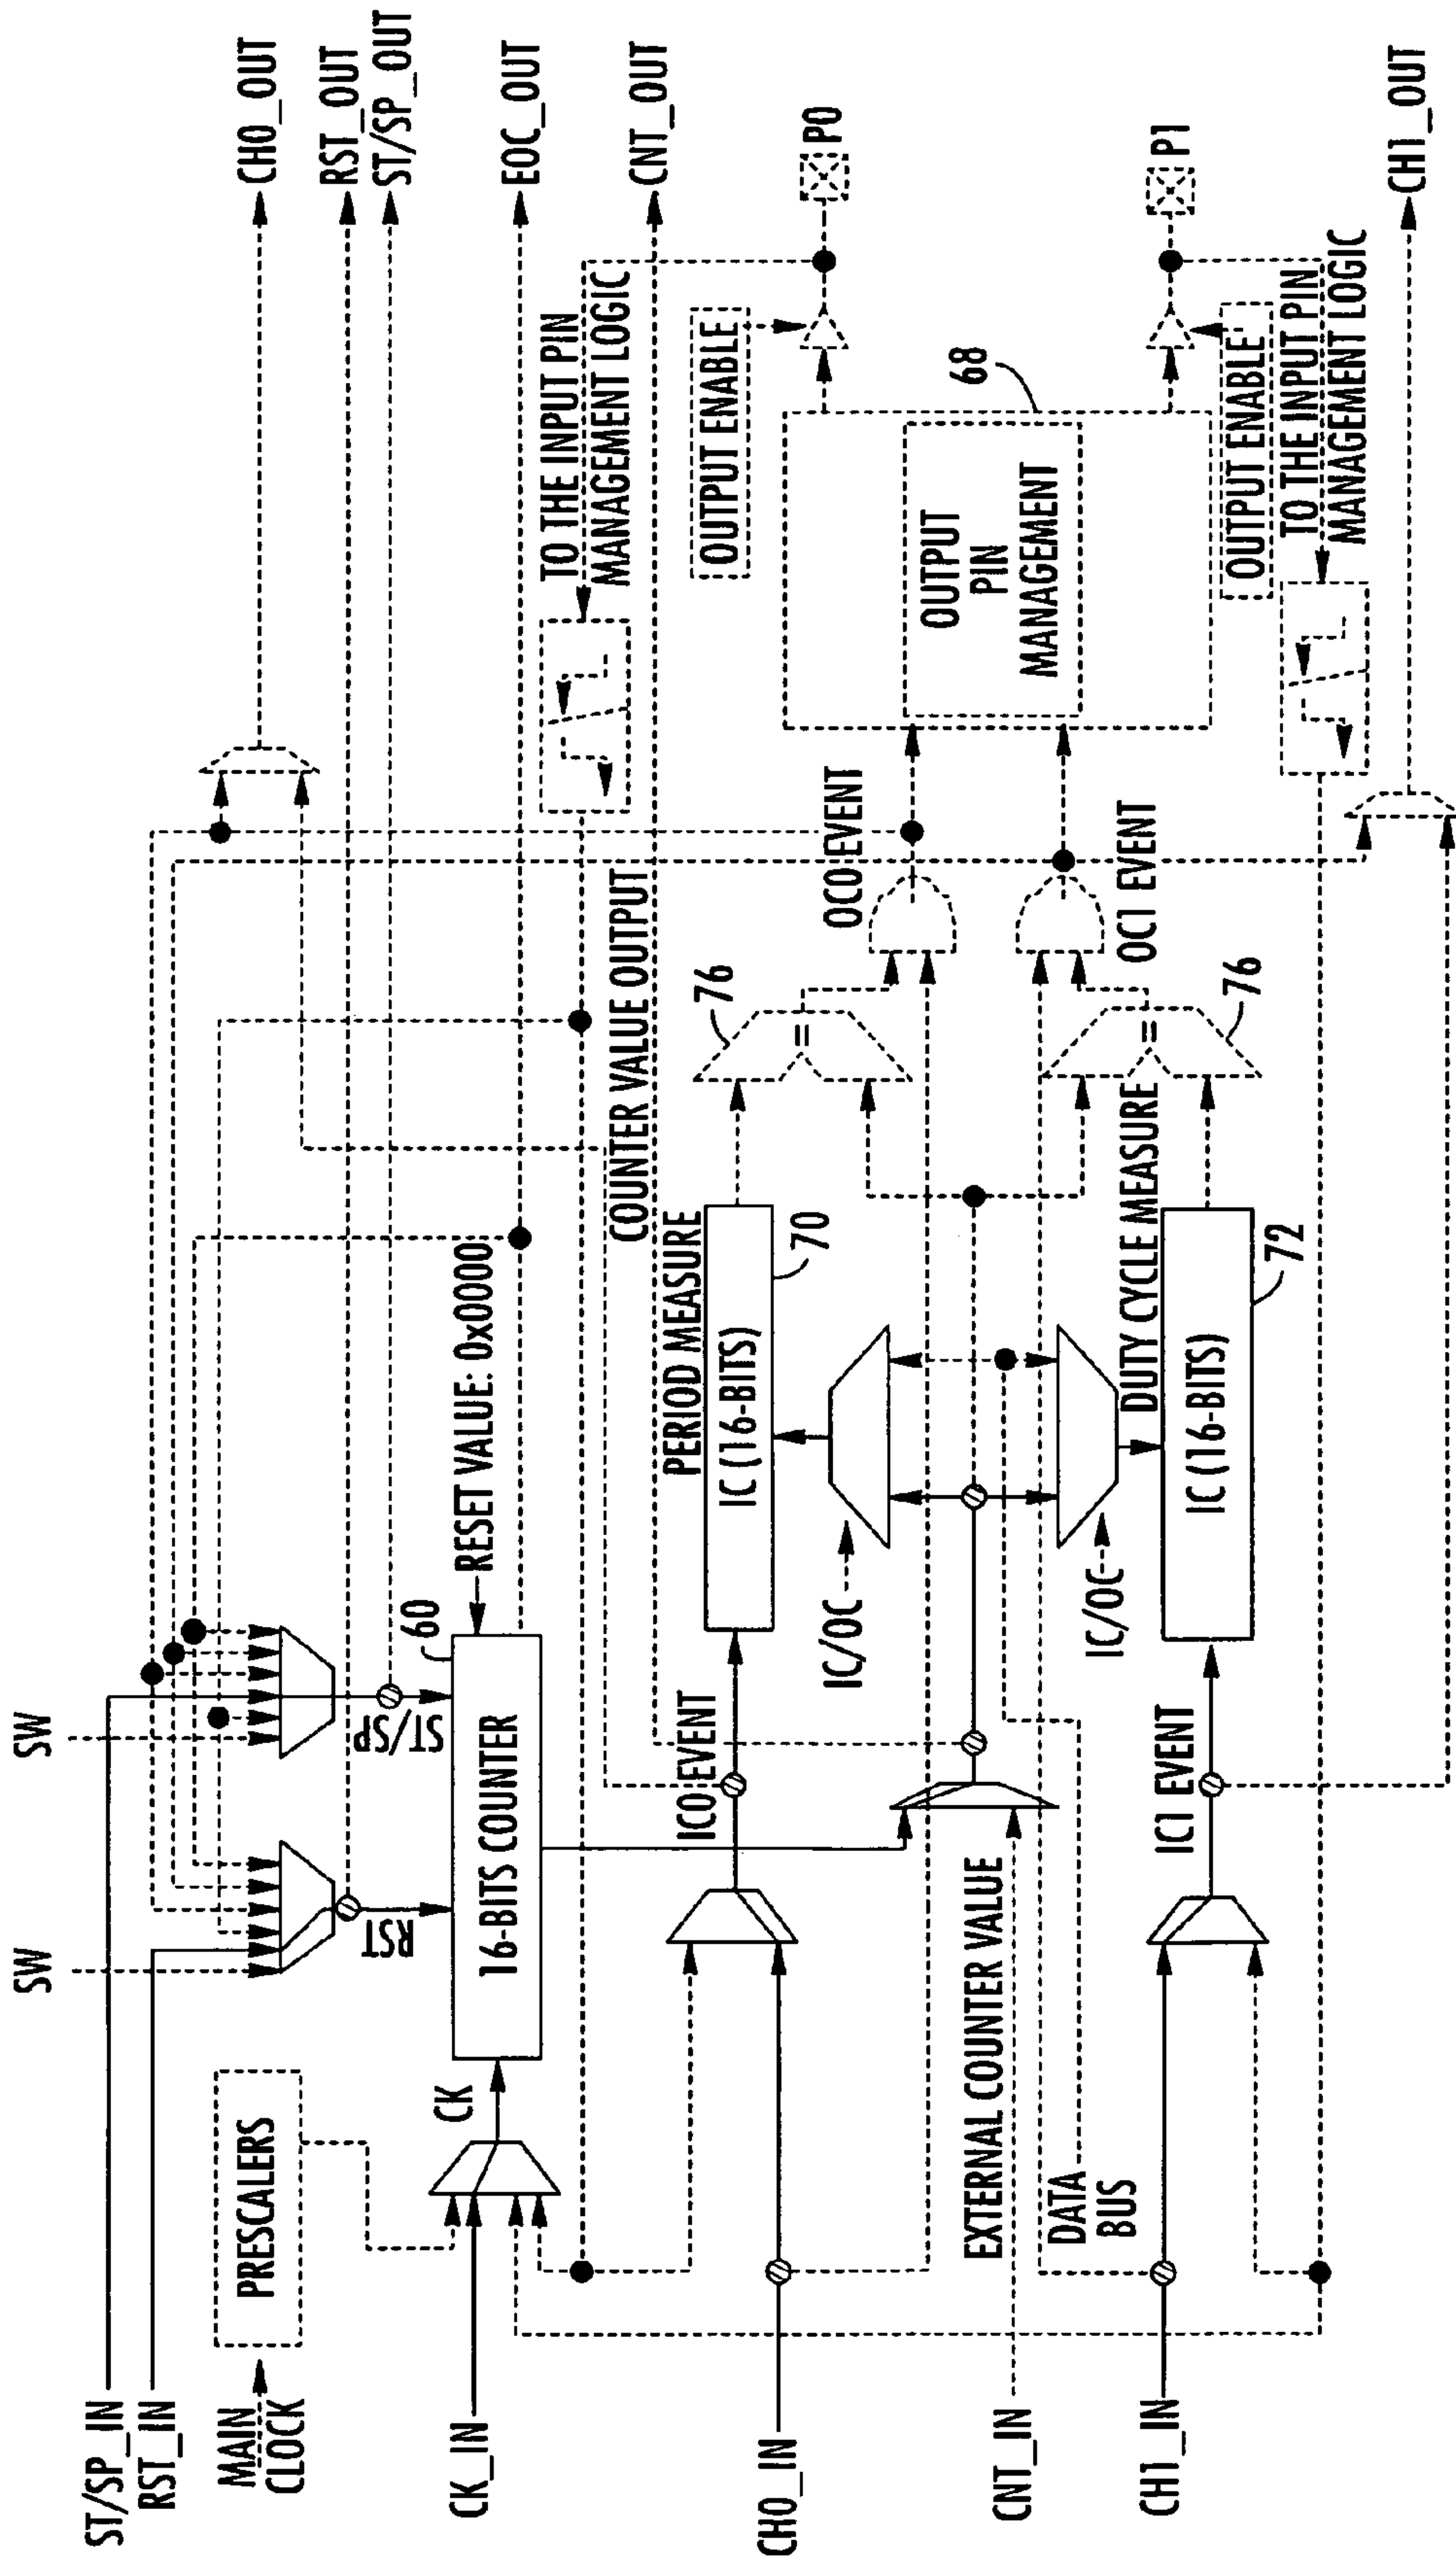 SW
SW
ST/SP_IN
RST_IN
MAIN
CLOCK
PRESCALERS
CK_IN
CK
RST
ST/SP
16-BITS COUNTER
60
RESET VALUE: 0x0000
CH0_OUT
RST_OUT
ST/SP_OUT
EOC_OUT
CNT_OUT
TO THE INPUT PIN
MANAGEMENT LOGIC
COUNTER VALUE OUTPUT
CH0_IN
IC0 EVENT
PERIOD MEASURE
IC (16-BITS)
70
IC/OC
76
OC0 EVENT
OUTPUT ENABLE
P0
OUTPUT
PIN
MANAGEMENT
68
CNT_IN
EXTERNAL COUNTER VALUE
DATA
BUS
IC/OC
DUTY CYCLE MEASURE
IC (16-BITS)
72
76
OC1 EVENT
OUTPUT ENABLE
P1
TO THE INPUT PIN
MANAGEMENT LOGIC
CH1_IN
IC1 EVENT
CH1_OUT
=
=